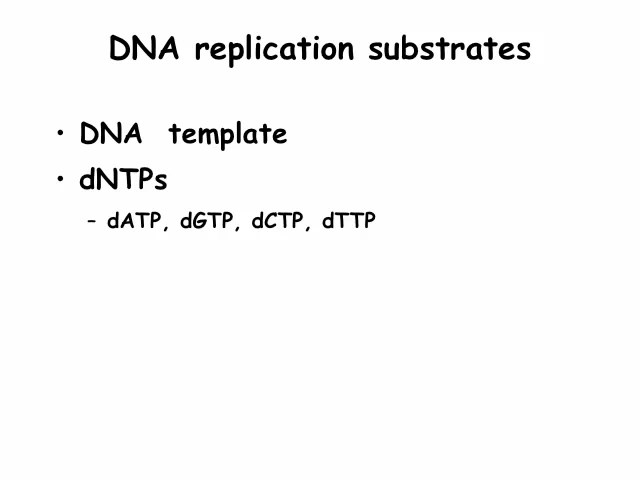 DNA replication substrates
• DNA template
• dNTPs
– dATP, dGTP, dCTP, dTTP